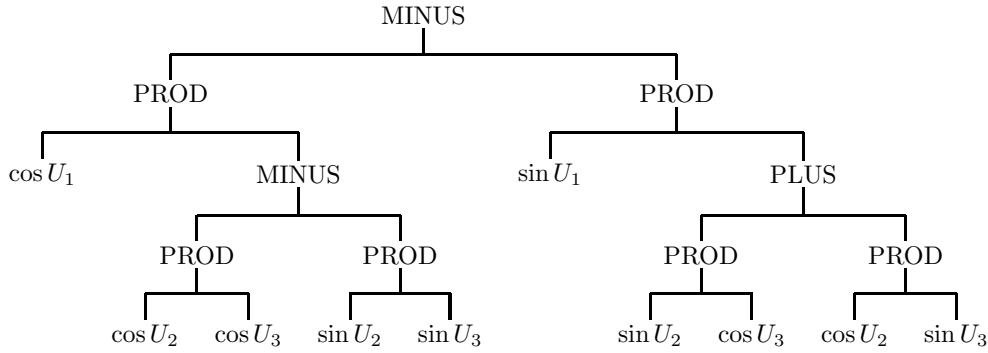 MINUS
PROD PROD
cos U₁ MINUS sin U₁ PLUS
PROD PROD PROD PROD
cos U₂ cos U₃ sin U₂ sin U₃ sin U₂ cos U₃ cos U₂ sin U₃